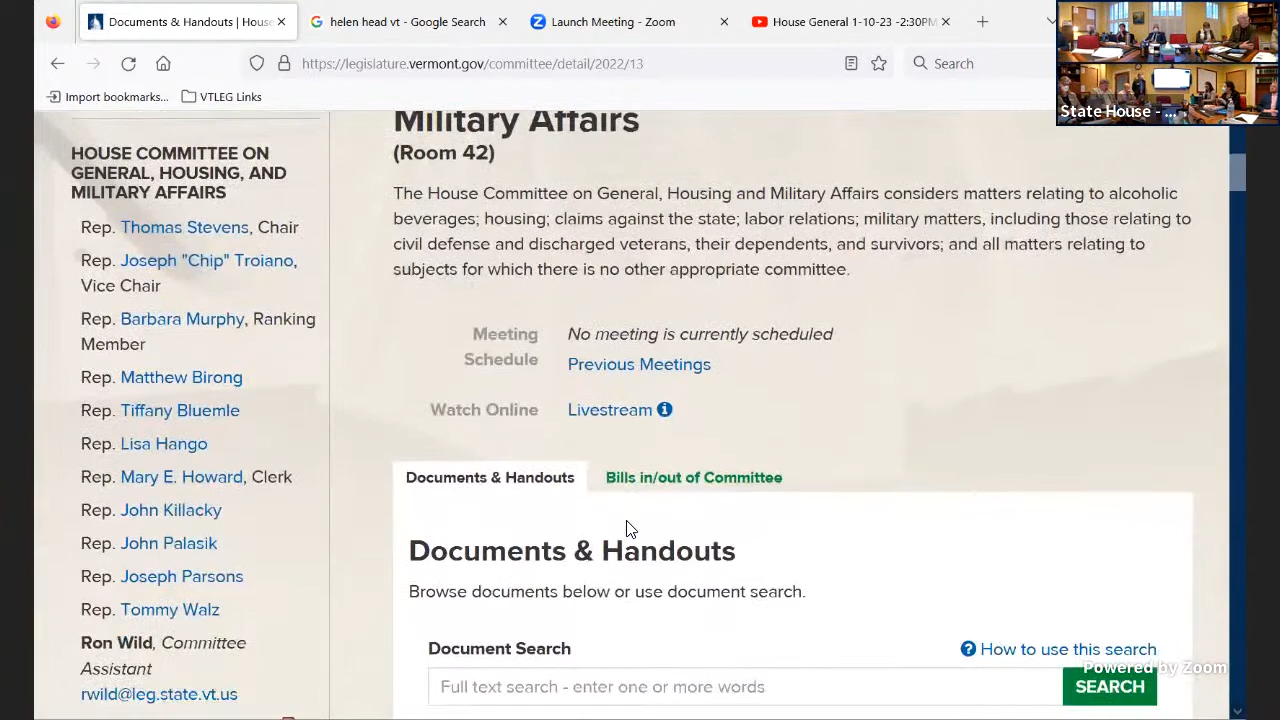 Documents & Handouts | House
helen head vt - Google Search
Launch Meeting - Zoom
House General 1-10-23 -2:30PM
https://legislature.vermont.gov/committee/detail/2022/13
Search
Import bookmarks...
VTLEG Links
State House - ...
HOUSE COMMITTEE ON
GENERAL, HOUSING, AND
MILITARY AFFAIRS
Rep. Thomas Stevens, Chair
Rep. Joseph "Chip" Troiano,
Vice Chair
Rep. Barbara Murphy, Ranking
Member
Rep. Matthew Birong
Rep. Tiffany Bluemle
Rep. Lisa Hango
Rep. Mary E. Howard, Clerk
Rep. John Killacky
Rep. John Palasik
Rep. Joseph Parsons
Rep. Tommy Walz
Ron Wild, Committee
Assistant
rwild@leg.state.vt.us
Military Affairs
(Room 42)
The House Committee on General, Housing and Military Affairs considers matters relating to alcoholic
beverages; housing; claims against the state; labor relations; military matters, including those relating to
civil defense and discharged veterans, their dependents, and survivors; and all matters relating to
subjects for which there is no other appropriate committee.
Meeting
Schedule
No meeting is currently scheduled
Previous Meetings
Watch Online
Livestream
Documents & Handouts
Bills in/out of Committee
Documents & Handouts
Browse documents below or use document search.
Document Search
How to use this search
Full text search - enter one or more words
SEARCH
Powered by Zoom